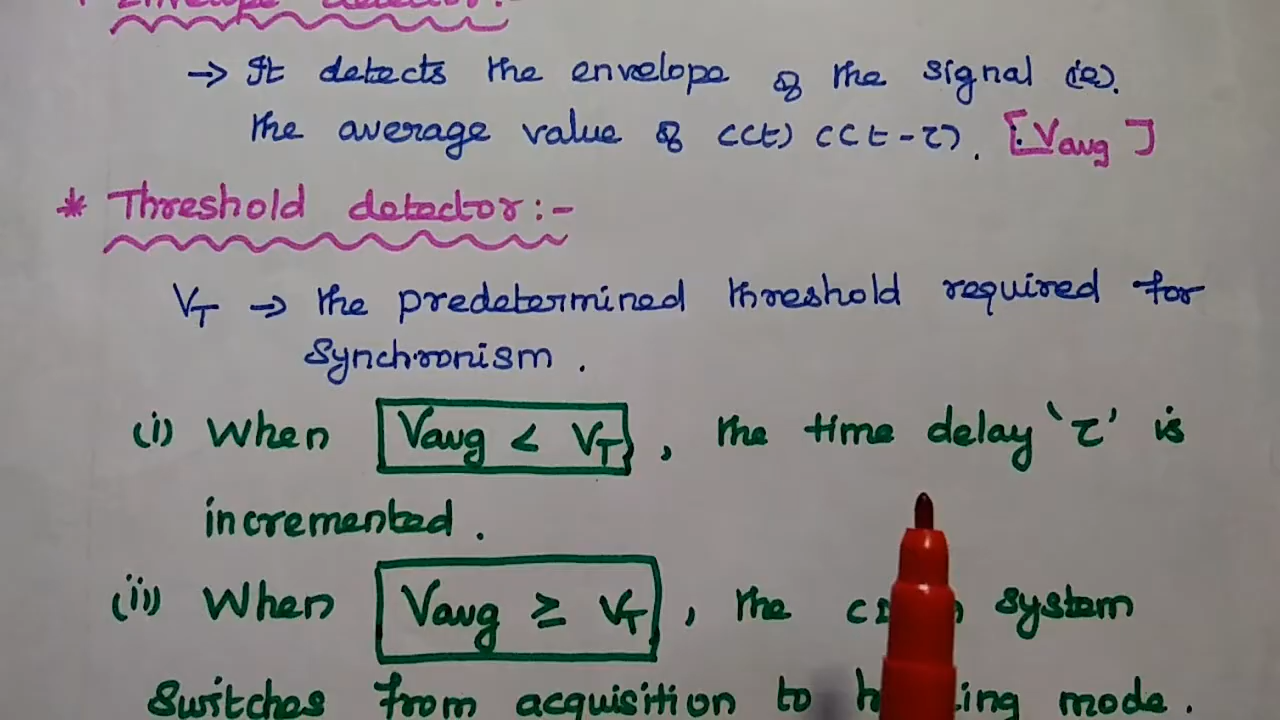 * Envelope detector:-
→ It detects the envelope of the signal (ie).
the average value of c(t) c(t-τ). [Vavg]
* Threshold detector:-
VT → the predetermined threshold required for
synchronism.
(i) When Vavg < VT, the time delay 'τ' is
incremented.
(ii) When Vavg ≥ VT, the system
switches from acquisition to mode.